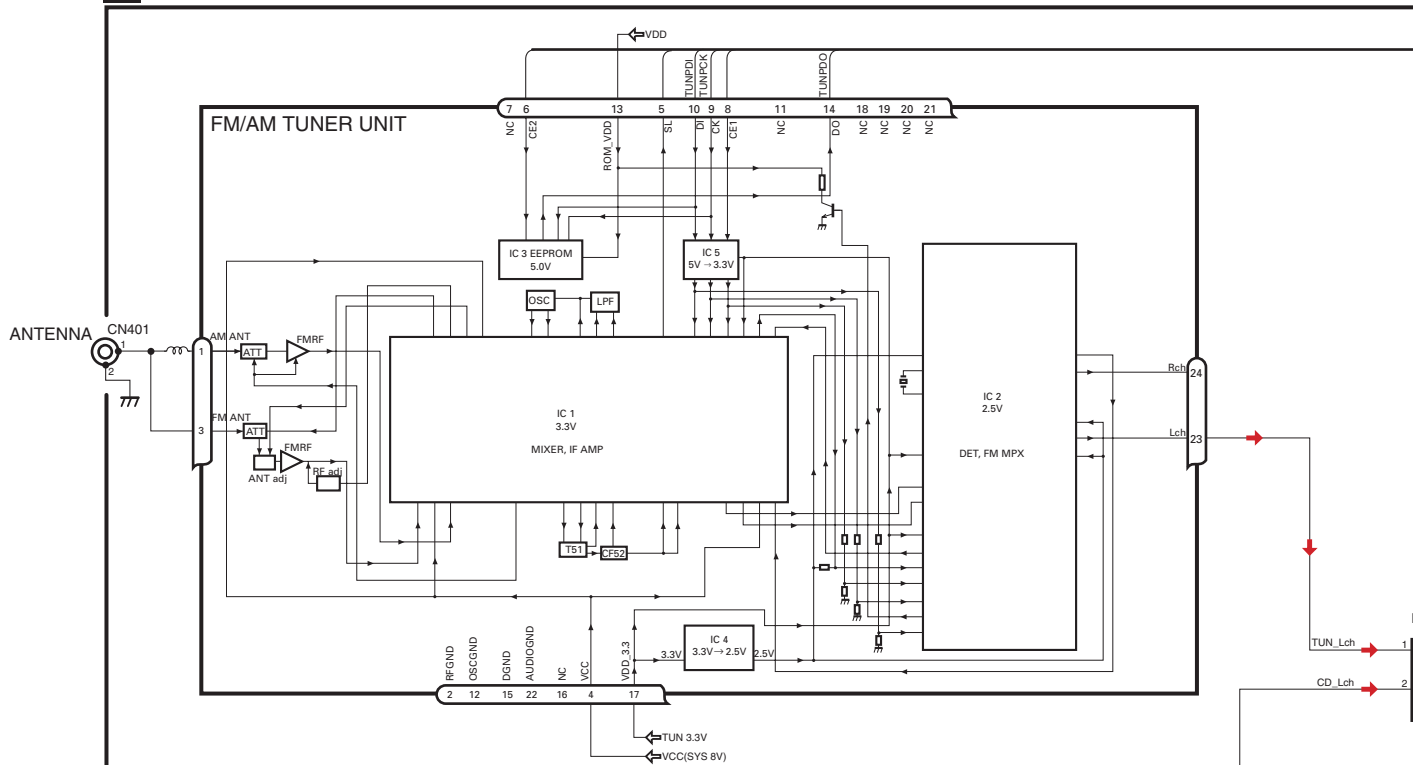 VDD
TUNPDI
TUNPCK
TUNPDO
7 6 13 5 10 9 8 11 14 18 19 20 21
NC CE2 ROM_VDD SL DI CK CE1 NC DO NC NC NC NC
FM/AM TUNER UNIT
IC 3 EEPROM
5.0V
IC 5
5V → 3.3V
OSC
LPF
ANTENNA
CN401
1
2
1
AM ANT
ATT
FMRF
3
FM ANT
ATT
FMRF
ANT adj
RF adj
IC 1
3.3V
MIXER, IF AMP
IC 2
2.5V
DET, FM MPX
Rch
24
Lch
23
T51
CF52
IC 4
3.3V → 2.5V
3.3V
2.5V
RFGND OSCGND DGND AUDIOGND NC VCC VDD_3.3
2 12 15 22 16 4 17
TUN 3.3V
VCC(SYS 8V)
TUN_Lch
1
CD_Lch
2